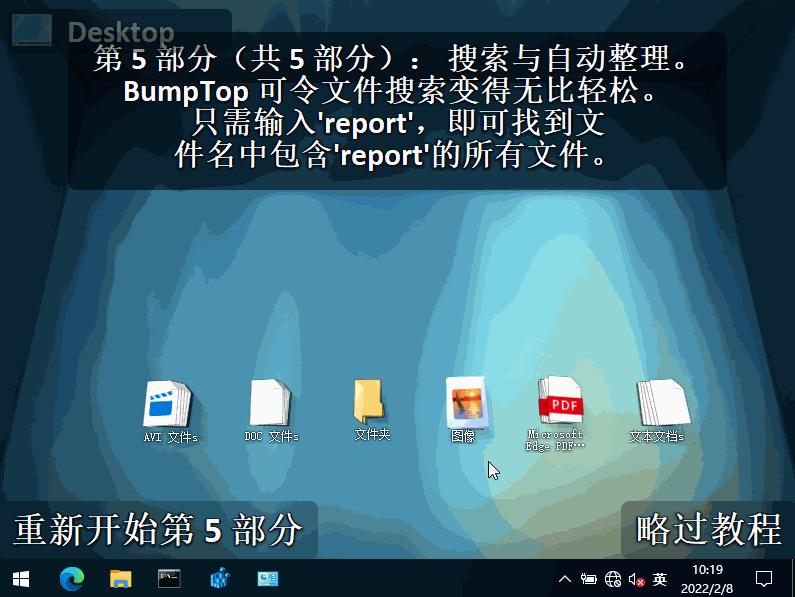 Desktop
第 5 部分（共 5 部分）： 搜索与自动整理。
BumpTop 可令文件搜索变得无比轻松。
只需输入'report'，即可找到文
件名中包含'report'的所有文件。
AVI 文件s
DOC 文件s
文件夹
图像
Microsoft
Edge PDF…
文本文档s
PDF
重新开始第 5 部分
略过教程
英
10:19
2022/2/8